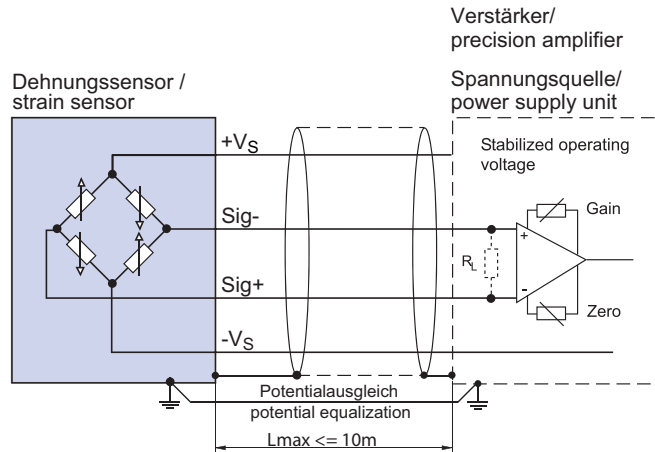 Verstärker/
precision amplifier
Dehnungssensor /
strain sensor
Spannungsquelle/
power supply unit
+VS
Stabilized operating
voltage
Sig-
Gain
+
RL
-
Sig+
Zero
-VS
Potentialausgleich
potential equalization
Lmax <= 10m